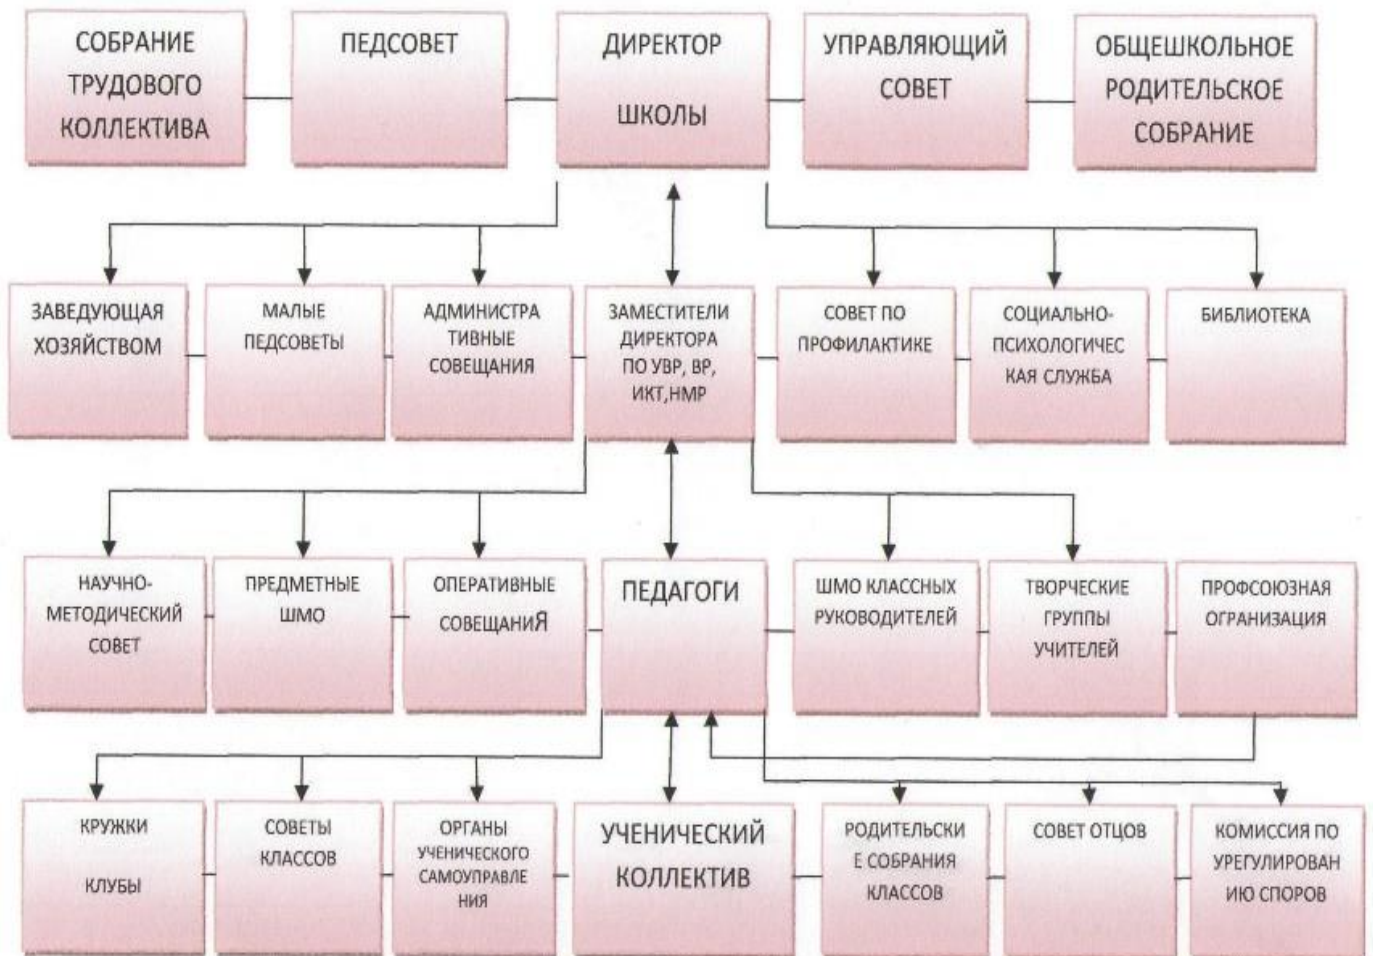 СОБРАНИЕ
ТРУДОВОГО
КОЛЛЕКТИВА
ПЕДСОВЕТ
ДИРЕКТОР
ШКОЛЫ
УПРАВЛЯЮЩИЙ
СОВЕТ
ОБЩЕШКОЛЬНОЕ
РОДИТЕЛЬСКОЕ
СОБРАНИЕ
ЗАВЕДУЮЩАЯ
ХОЗЯЙСТВОМ
МАЛЫЕ
ПЕДСОВЕТЫ
АДМИНИСТРА
ТИВНЫЕ
СОВЕЩАНИЯ
ЗАМЕСТИТЕЛИ
ДИРЕКТОРА
ПО УВР, ВР,
ИКТ,НМР
СОВЕТ ПО
ПРОФИЛАКТИКЕ
СОЦИАЛЬНО-
ПСИХОЛОГИЧЕС
КАЯ СЛУЖБА
БИБЛИОТЕКА
НАУЧНО-
МЕТОДИЧЕСКИЙ
СОВЕТ
ПРЕДМЕТНЫЕ
ШМО
ОПЕРАТИВНЫЕ
СОВЕЩАНИЯ
ПЕДАГОГИ
ШМО КЛАССНЫХ
РУКОВОДИТЕЛЕЙ
ТВОРЧЕСКИЕ
ГРУППЫ
УЧИТЕЛЕЙ
ПРОФСОЮЗНАЯ
ОГРАНИЗАЦИЯ
КРУЖКИ
КЛУБЫ
СОВЕТЫ
КЛАССОВ
ОРГАНЫ
УЧЕНИЧЕСКОГО
САМОУПРАВЛЕ
НИЯ
УЧЕНИЧЕСКИЙ
КОЛЛЕКТИВ
РОДИТЕЛЬСКИ
Е СОБРАНИЯ
КЛАССОВ
СОВЕТ ОТЦОВ
КОМИССИЯ ПО
УРЕГУЛИРОВАН
ИЮ СПОРОВ